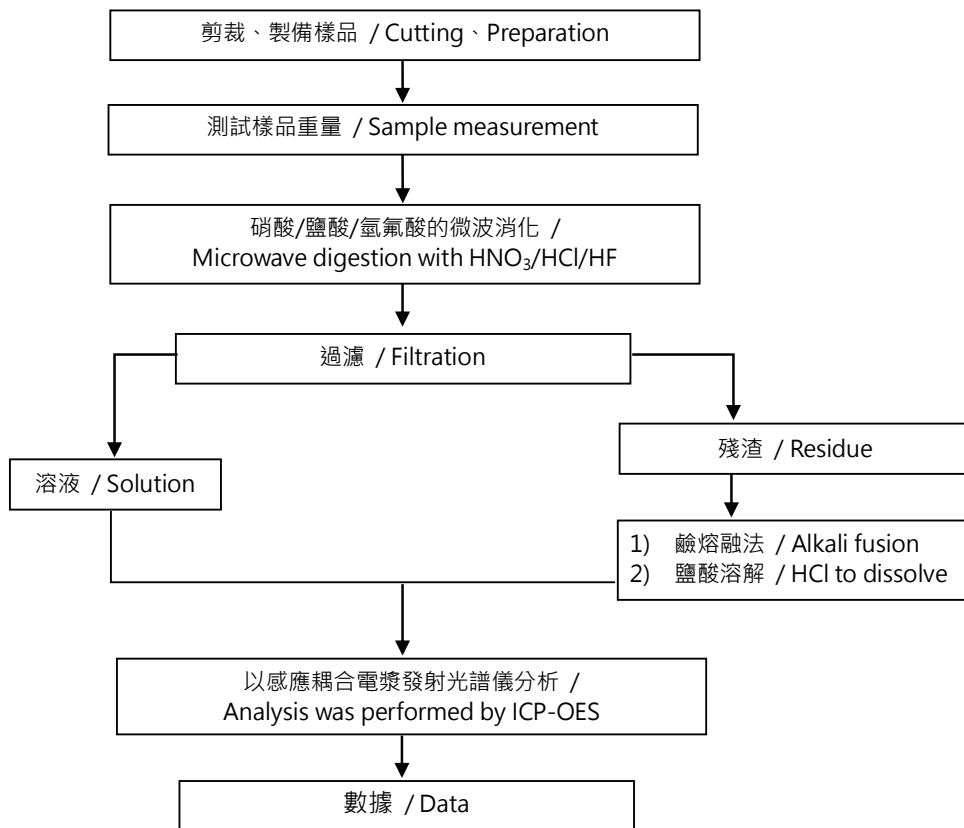 剪裁、製備樣品 / Cutting、Preparation
測試樣品重量 / Sample measurement
硝酸/鹽酸/氫氟酸的微波消化 /
Microwave digestion with HNO₃/HCl/HF
過濾 / Filtration
溶液 / Solution
殘渣 / Residue
1) 鹼熔融法 / Alkali fusion
2) 鹽酸溶解 / HCl to dissolve
以感應耦合電漿發射光譜儀分析 /
Analysis was performed by ICP-OES
數據 / Data